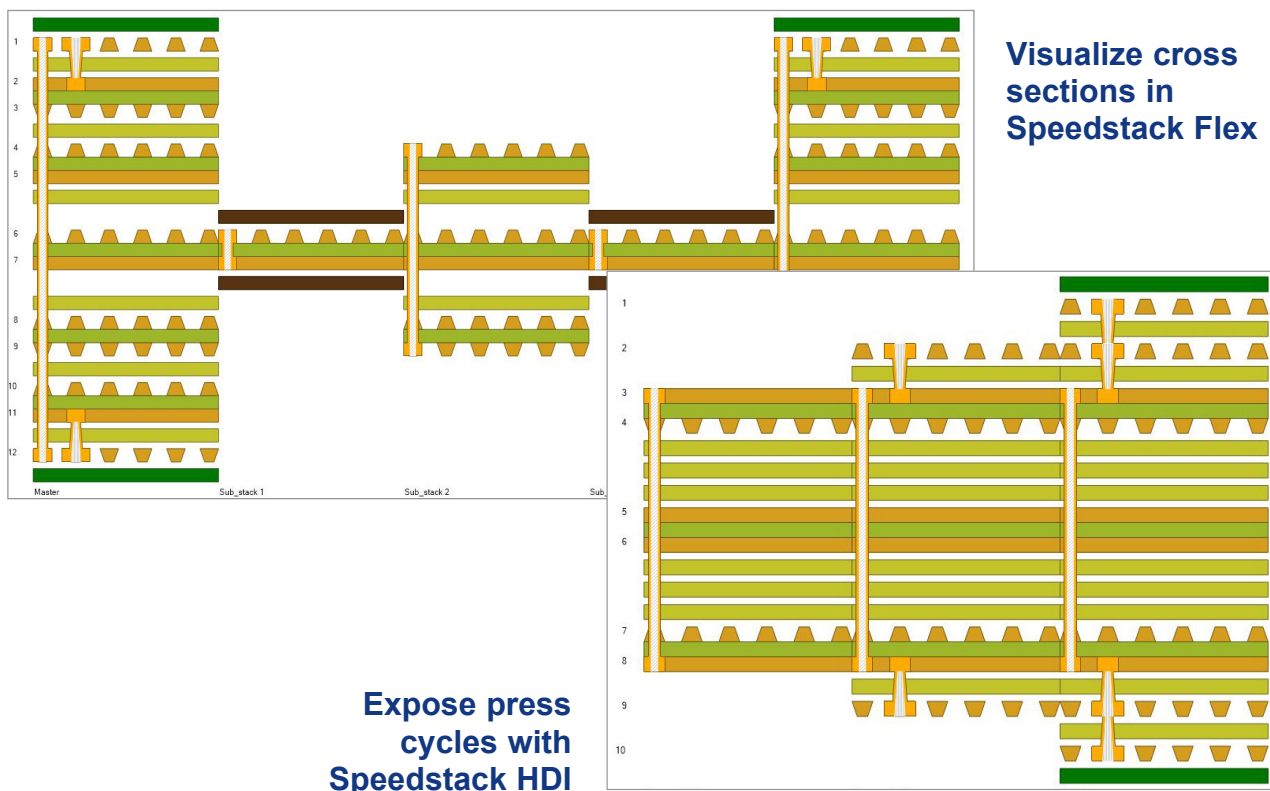 Visualize cross
sections in
Speedstack Flex
1
2
3
4
5
6
7
8
9
10
11
12
Master
Sub_stack 1
Sub_stack 2
Sub_
1
2
3
4
5
6
7
8
9
10
Expose press
cycles with
Speedstack HDI